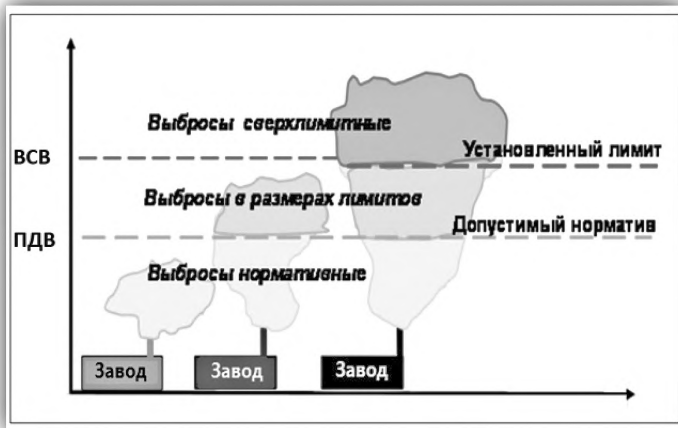 Выбросы сверхлимитные
ВСВ
Установленный лимит
Выбросы в размерах лимитов
Допустимый норматив
ПДВ
Выбросы нормативные
Завод
Завод
Завод